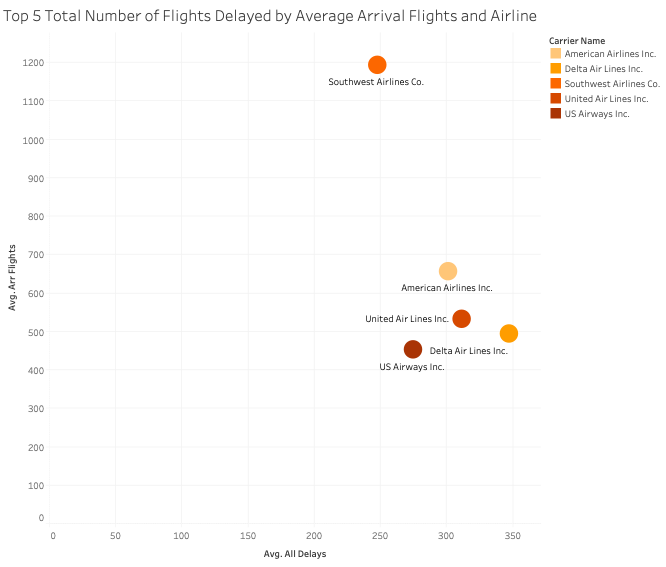 Top 5 Total Number of Flights Delayed by Average Arrival Flights and Airline
Carrier Name
American Airlines Inc.
Delta Air Lines Inc.
Southwest Airlines Co.
United Air Lines Inc.
US Airways Inc.
1200
1100
1000
900
800
700
600
500
400
300
200
100
0
Avg. Arr Flights
Southwest Airlines Co.
American Airlines Inc.
United Air Lines Inc.
Delta Air Lines Inc.
US Airways Inc.
0 50 100 150 200 250 300 350
Avg. All Delays